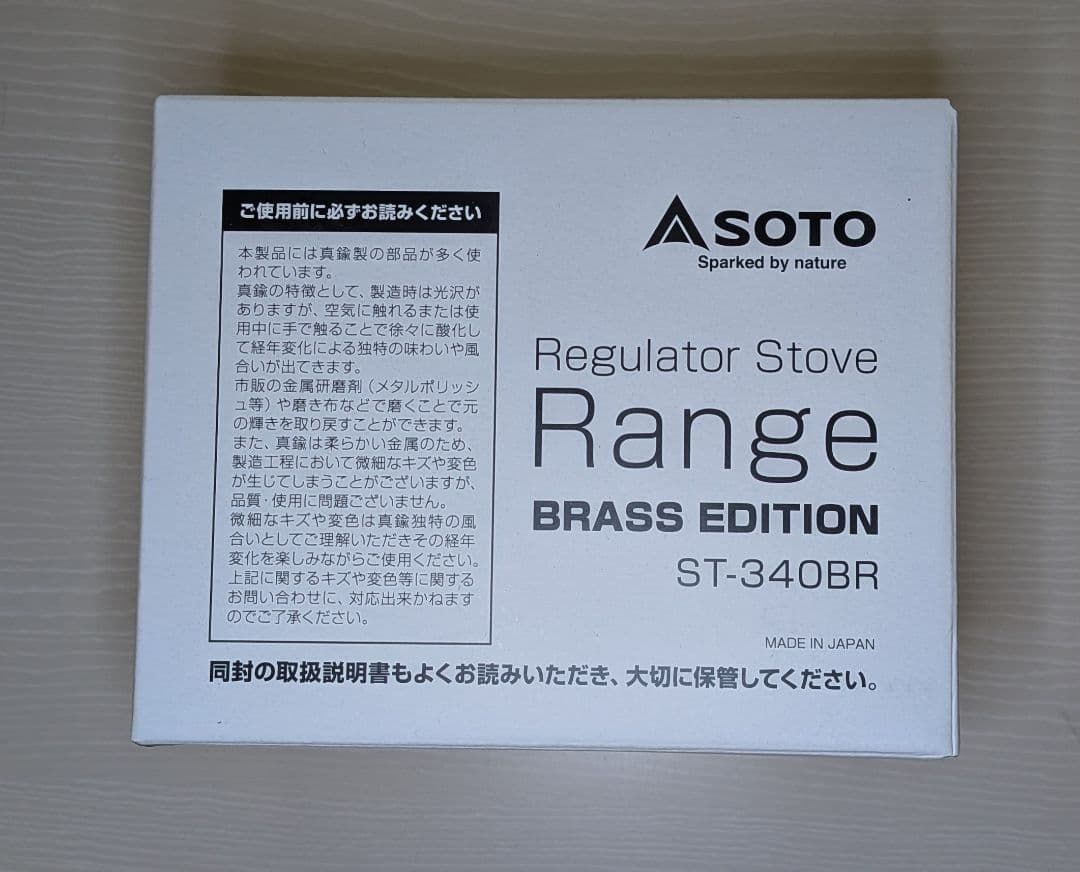 ご使用前に必ずお読みください
本製品には真鍮製の部品が多く使
われています。
真鍮の特徴として、製造時は光沢が
ありますが、空気に触れるまたは使
用中に手で触ることで徐々に酸化し
て経年変化による独特の味わいや風
合いが出てきます。
市販の金属研磨剤（メタルポリッシ
ュ等）や磨き布などで磨くことで元
の輝きを取り戻すことができます。
また、真鍮は柔らかい金属のため、
製造工程において微細なキズや変色
が生じてしまうことがございますが、
品質・使用に問題ございません。
微細なキズや変色は真鍮独特の風
合いとしてご理解いただきその経年
変化を楽しみながらご使用ください。
上記に関するキズや変色等に関する
お問い合わせに、対応出来かねます
のでご了承ください。
SOTO
Sparked by nature
Regulator Stove
Range
BRASS EDITION
ST-340BR
MADE IN JAPAN
同封の取扱説明書もよくお読みいただき、大切に保管してください。